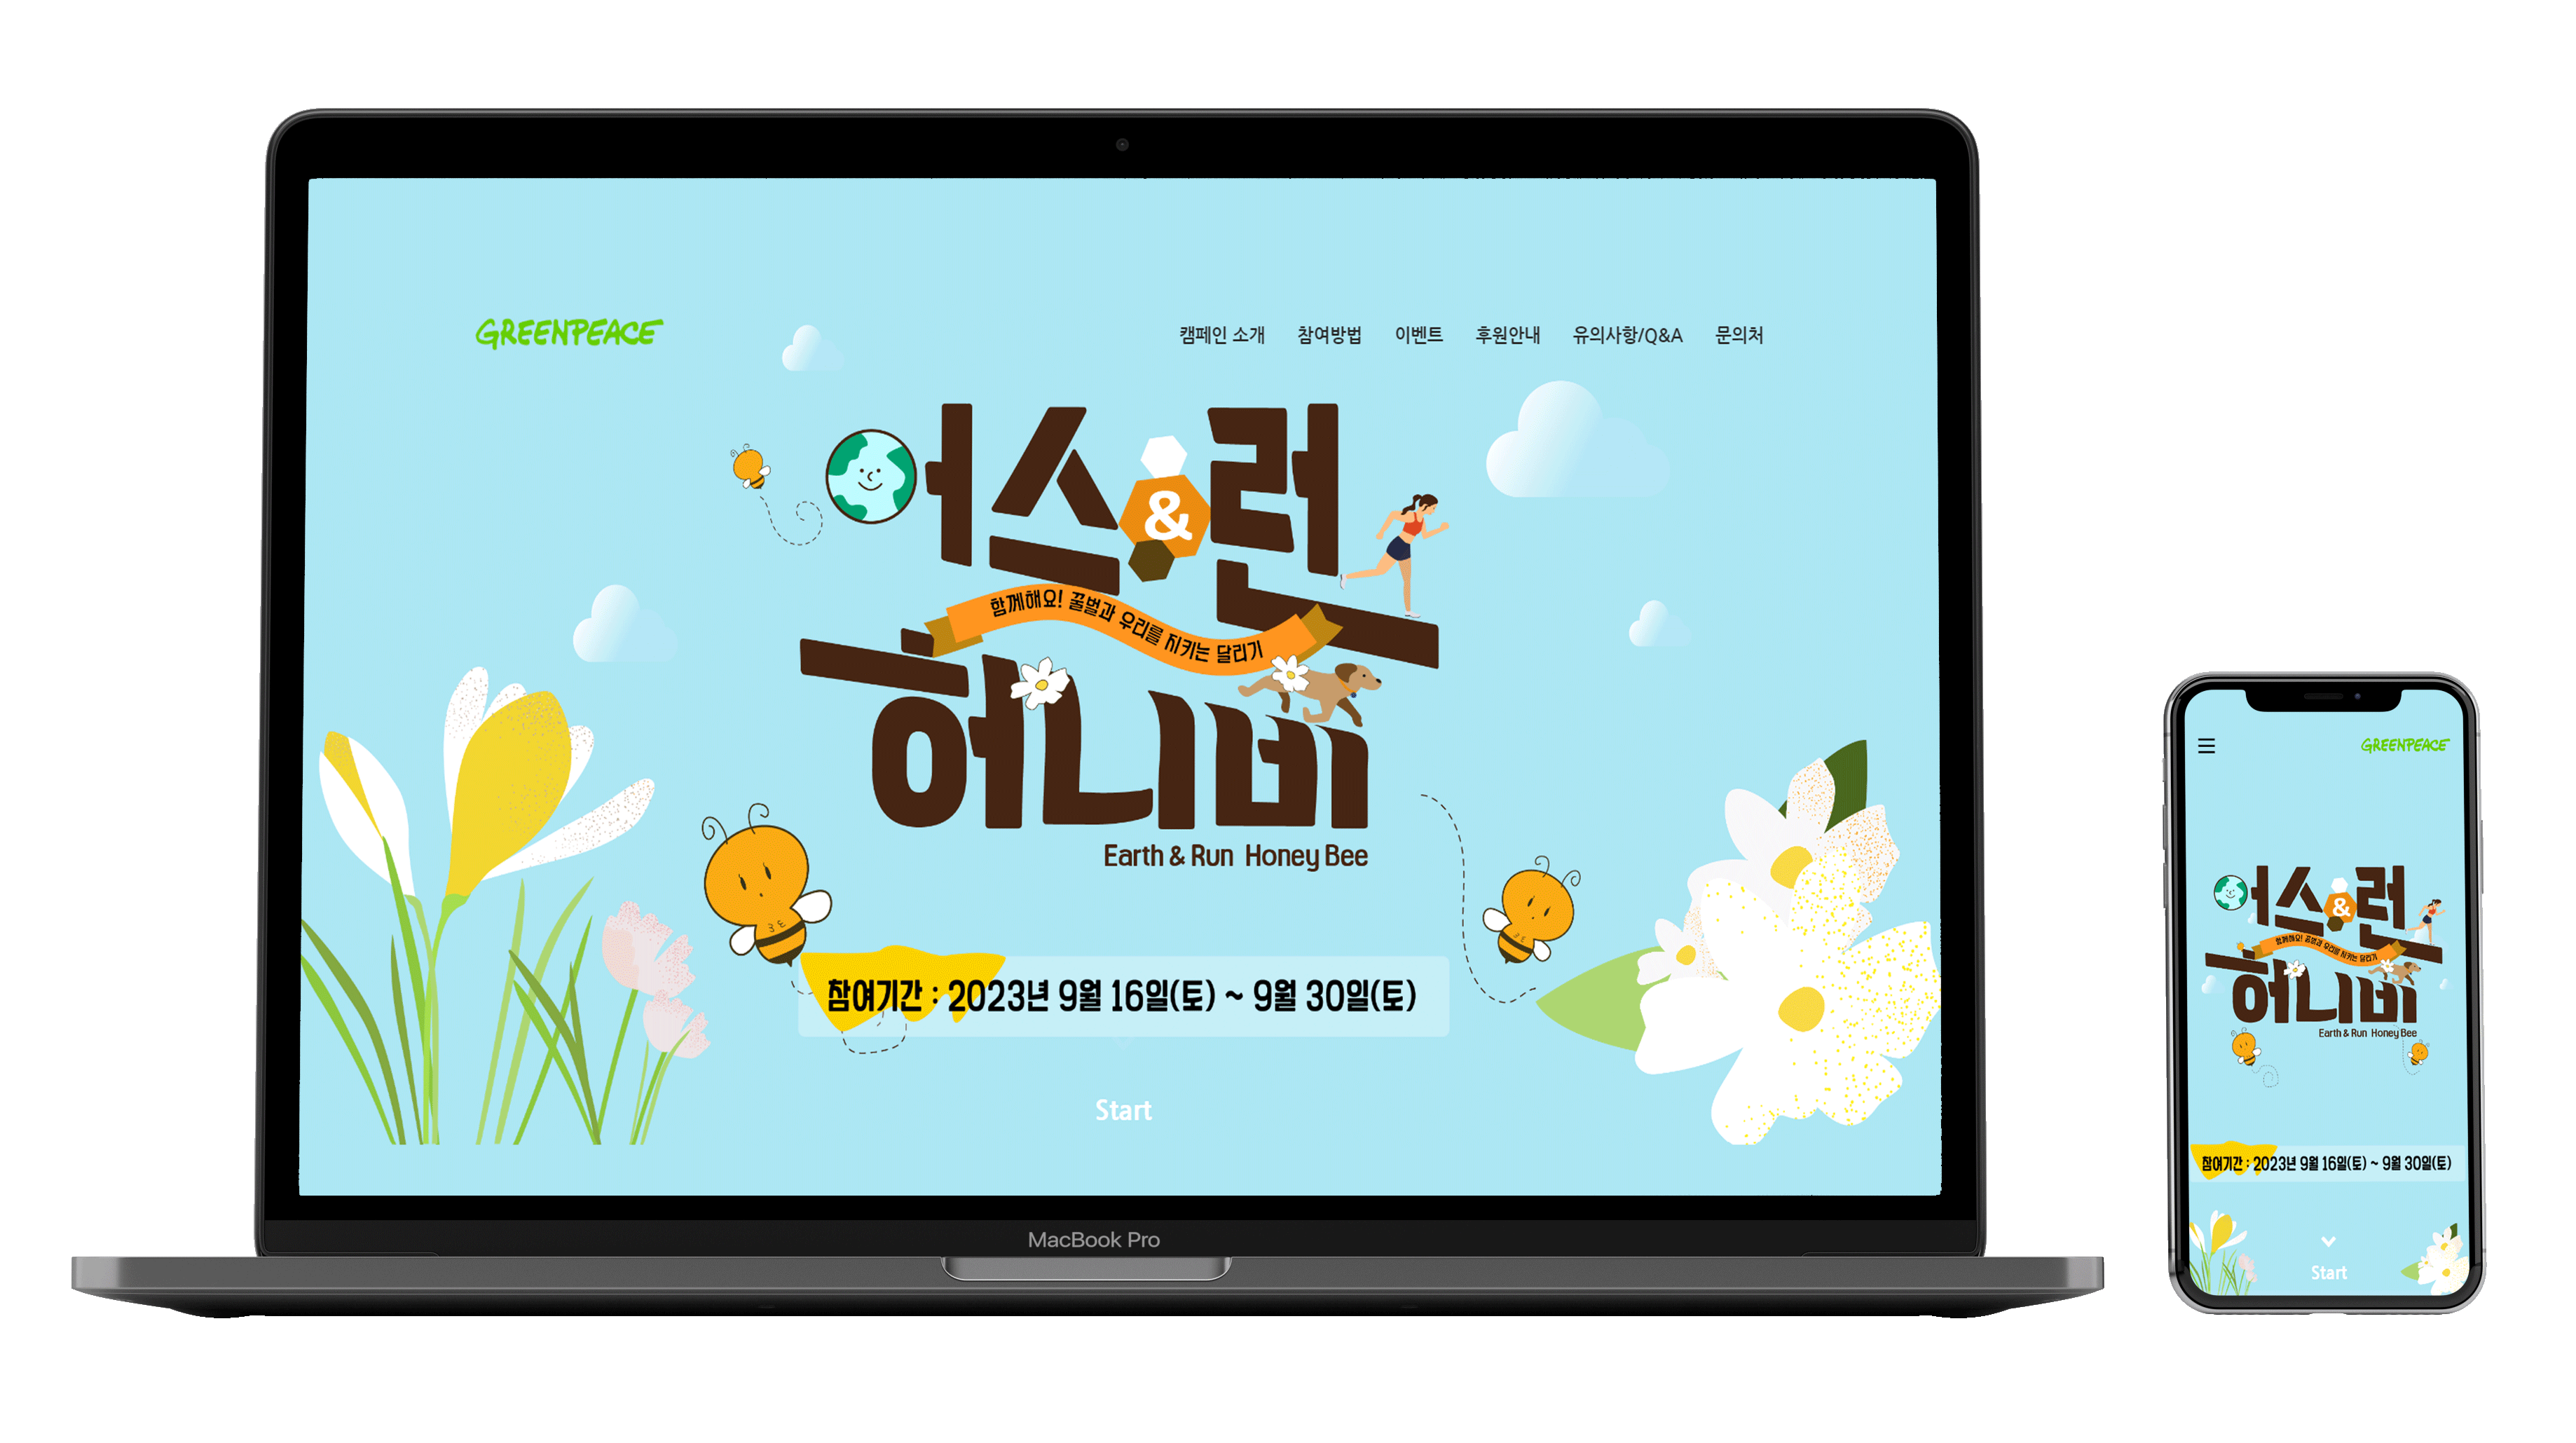 GREENPEACE
캠페인 소개 참여방법 이벤트 후원안내 유의사항/Q&A 문의처
어스&런
함께해요! 꿀벌과 우리를 지키는 달리기
허니비
Earth & Run Honey Bee
참여기간 : 2023년 9월 16일(토) ~ 9월 30일(토)
Start
MacBook Pro
GREENPEACE
어스&런
함께해요! 꿀벌과 우리를 지키는 달리기
허니비
Earth & Run Honey Bee
참여기간 : 2023년 9월 16일(토) ~ 9월 30일(토)
Start